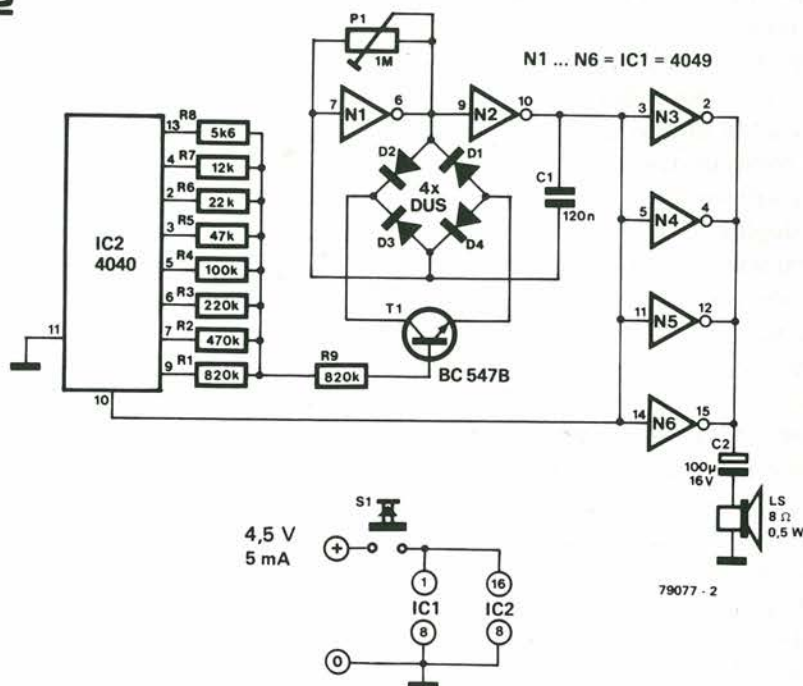 P1
1M
N1 ... N6 = IC1 = 4049
7 N1 6
9 N2 10
3 N3 2
R8
13 5k6
R7
4 12k
R6
2 22k
R5
3 47k
R4
5 100k
R3
6 220k
R2
7 470k
R1
9 820k
IC2
4040
11
10
D2 D1
4x
DUS
D3 D4
C1
120n
5 N4 4
11 N5 12
14 N6 15
T1
BC 547B
R9
820k
C2
100μ
16V
LS
8 Ω
0,5 W
S1
4,5 V
5 mA
+
1 16
IC1 IC2
8 8
0
79077 - 2